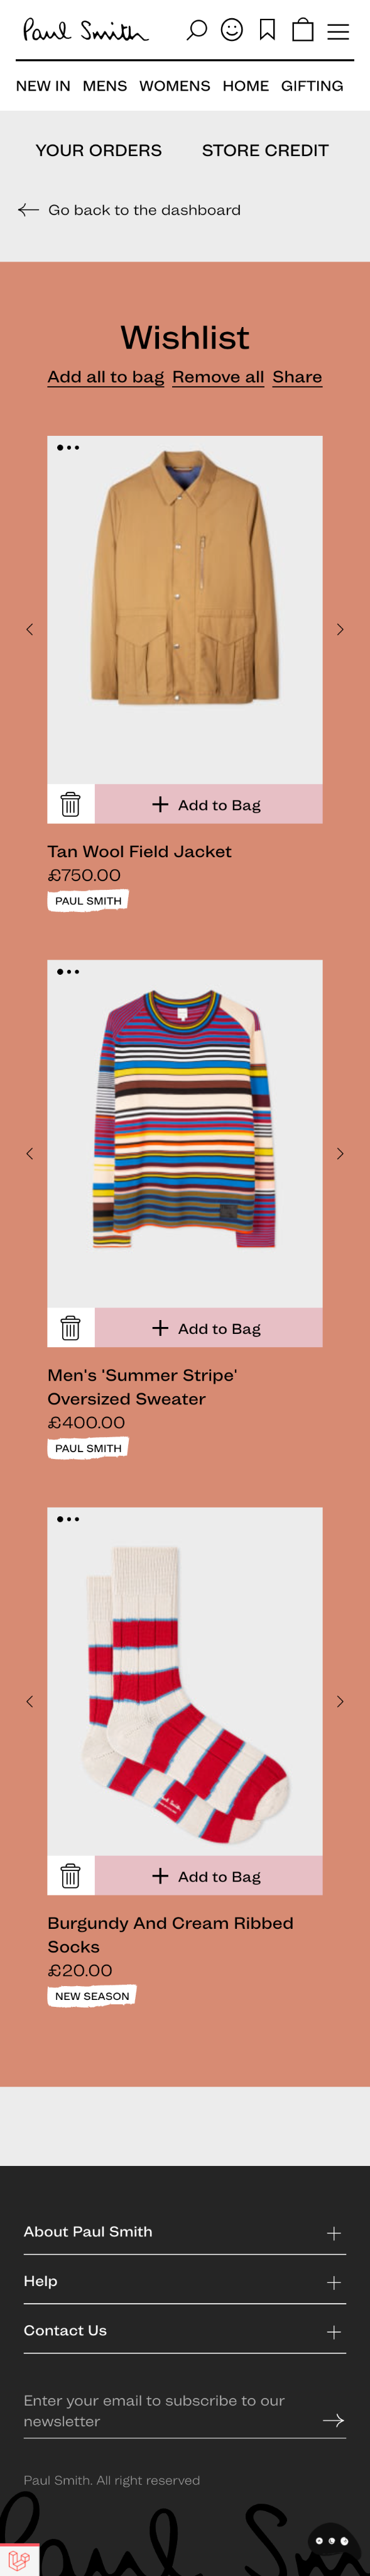 Paul Smith
NEW IN MENS WOMENS HOME GIFTING
YOUR ORDERS STORE CREDIT
Go back to the dashboard
Wishlist
Add all to bag Remove all Share
Add to Bag
Tan Wool Field Jacket
£750.00
PAUL SMITH
Add to Bag
Men's 'Summer Stripe'
Oversized Sweater
£400.00
PAUL SMITH
Paul Smith
Add to Bag
Burgundy And Cream Ribbed
Socks
£20.00
NEW SEASON
About Paul Smith
Help
Contact Us
Enter your email to subscribe to our
newsletter
Paul Smith. All right reserved